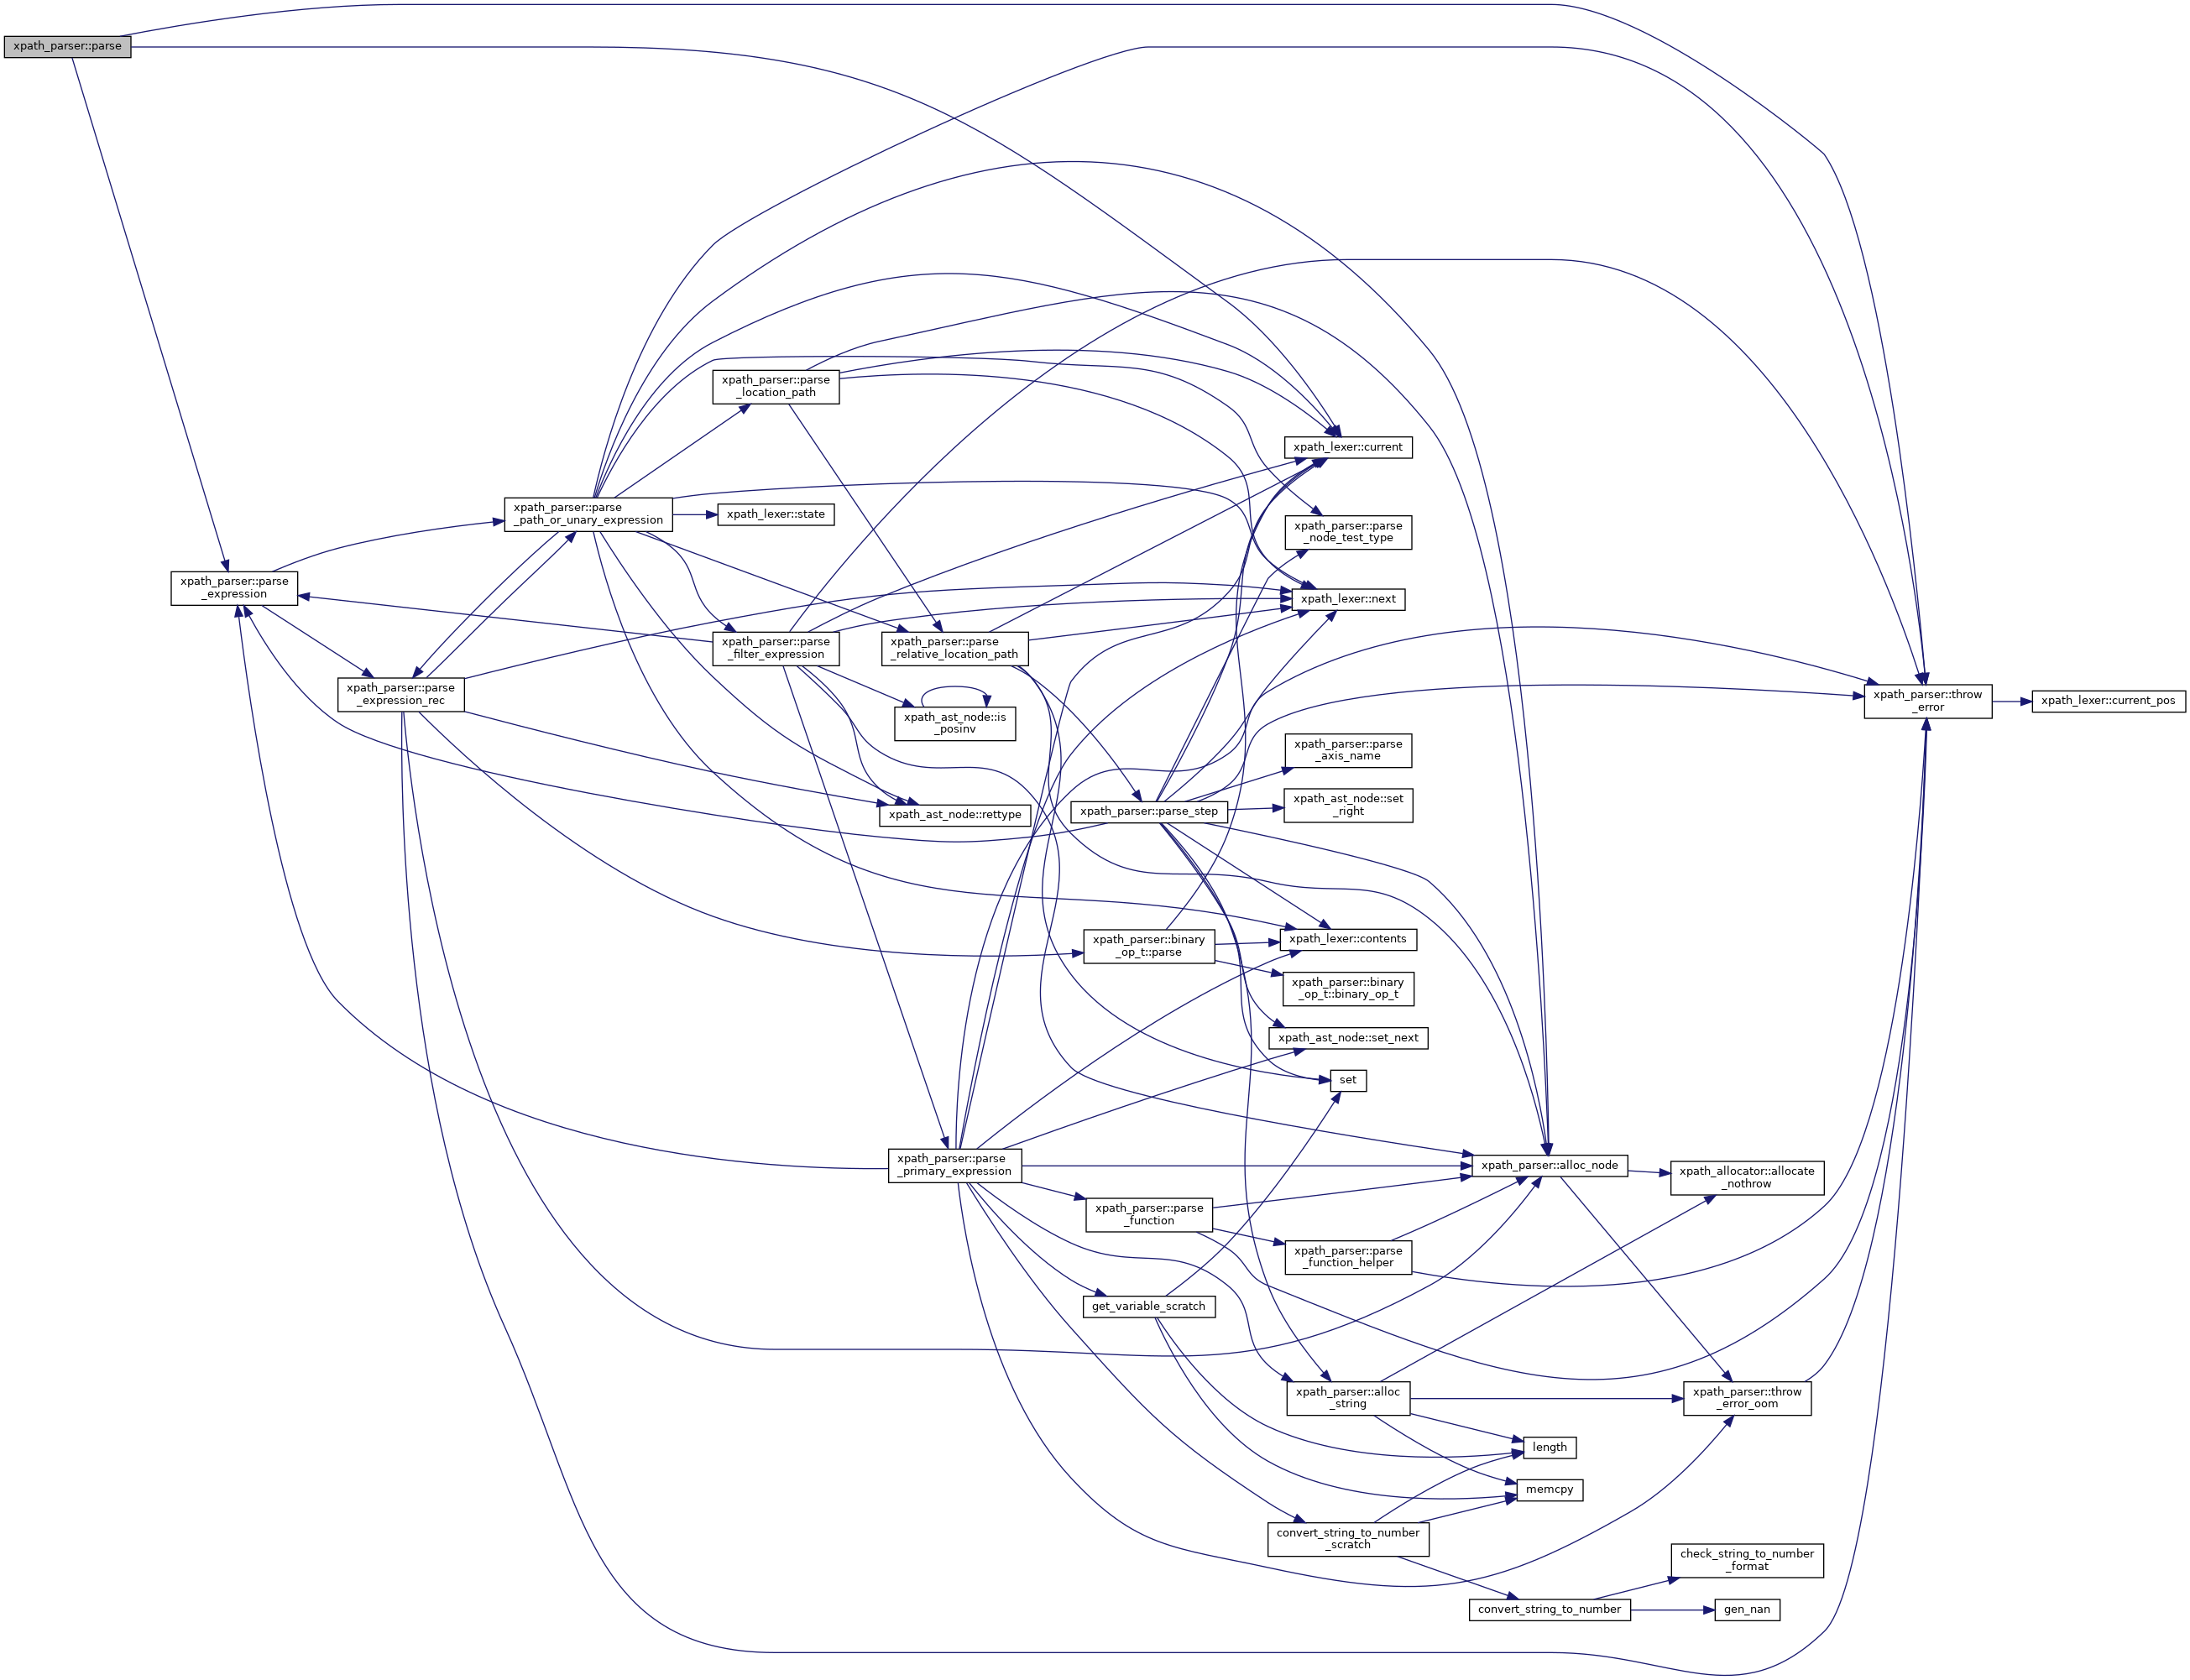 xpath_parser::parse
xpath_parser::parse
_expression
xpath_parser::parse
_expression_rec
xpath_parser::parse
_path_or_unary_expression
xpath_parser::parse
_location_path
xpath_lexer::state
xpath_parser::parse
_filter_expression
xpath_parser::parse
_relative_location_path
xpath_ast_node::is
_posinv
xpath_ast_node::rettype
xpath_parser::parse
_primary_expression
xpath_parser::parse_step
xpath_parser::binary
_op_t::parse
xpath_parser::parse
_function
get_variable_scratch
xpath_lexer::current
xpath_parser::parse
_node_test_type
xpath_lexer::next
xpath_parser::parse
_axis_name
xpath_ast_node::set
_right
xpath_lexer::contents
xpath_parser::binary
_op_t::binary_op_t
xpath_ast_node::set_next
set
xpath_parser::parse
_function_helper
xpath_parser::alloc
_string
convert_string_to_number
_scratch
xpath_parser::alloc_node
length
memcpy
convert_string_to_number
xpath_allocator::allocate
_nothrow
xpath_parser::throw
_error_oom
check_string_to_number
_format
gen_nan
xpath_parser::throw
_error
xpath_lexer::current_pos